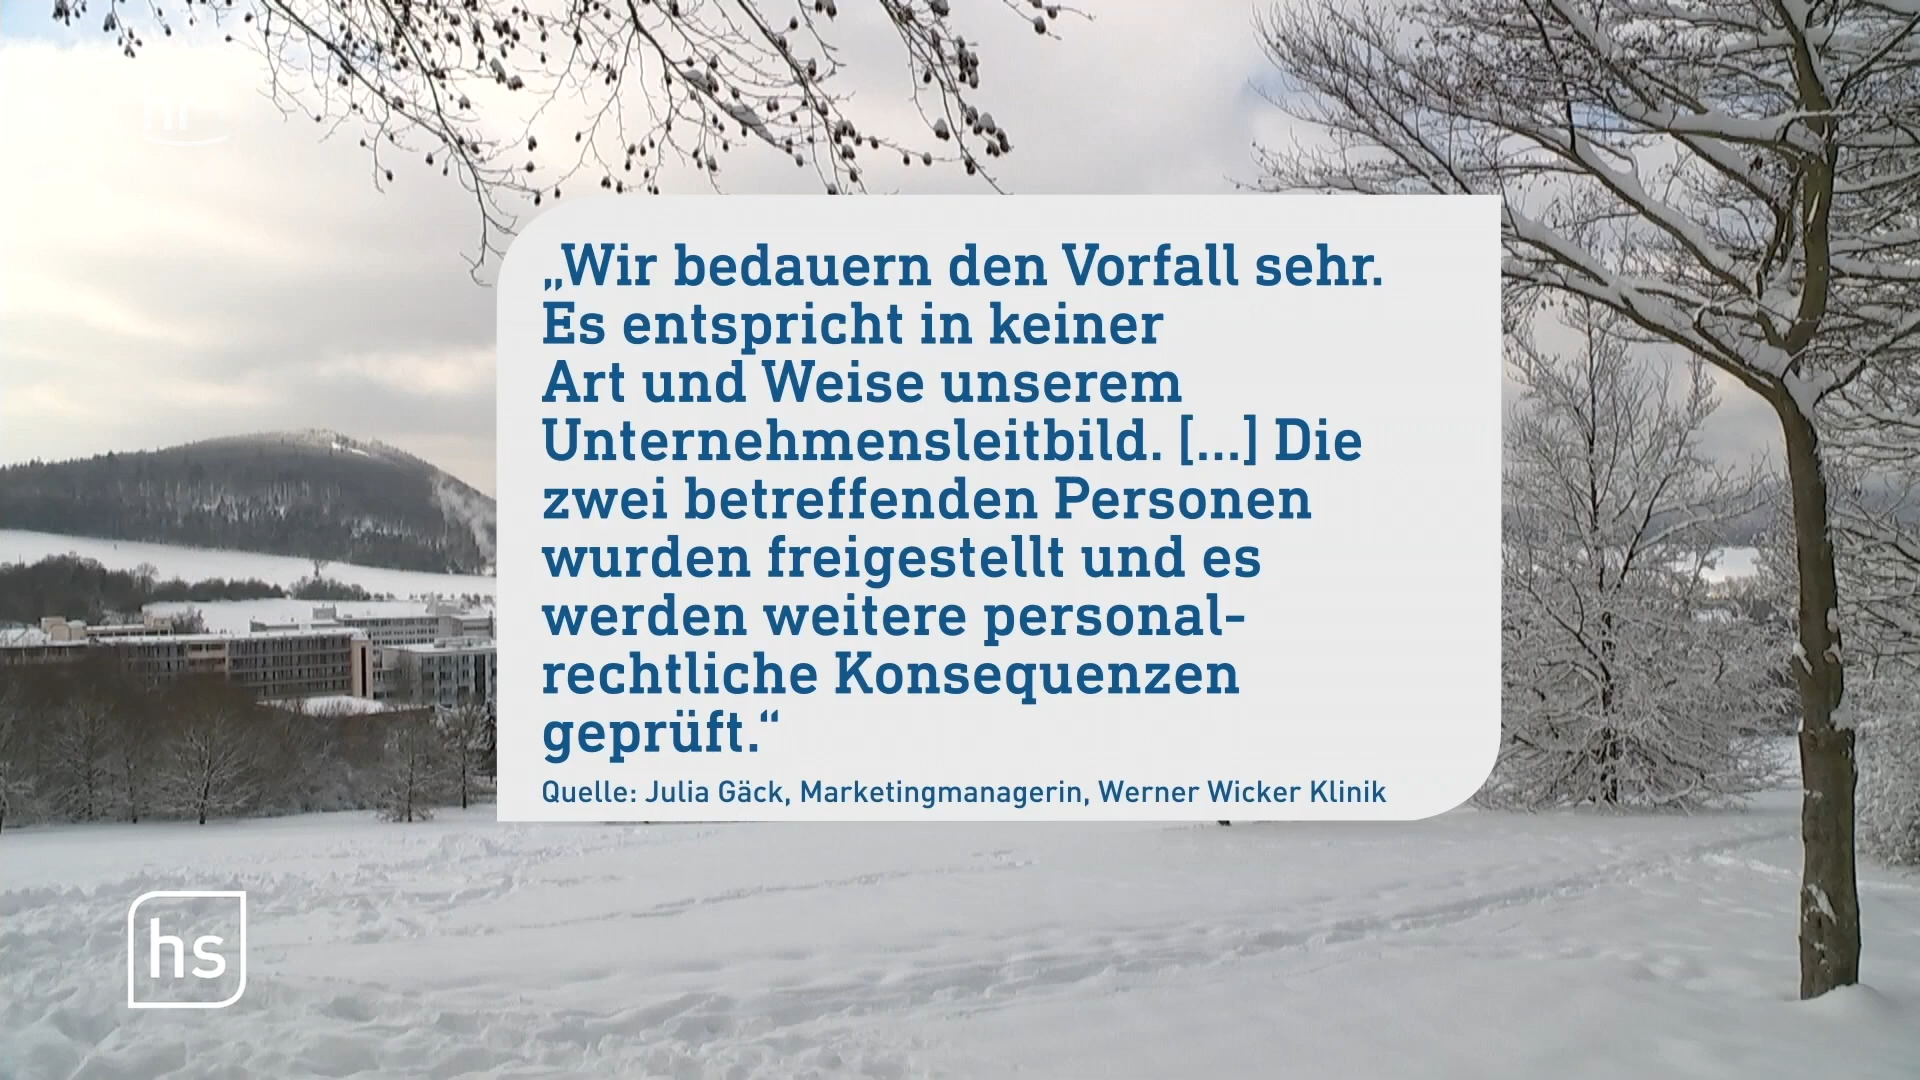 hr
„Wir bedauern den Vorfall sehr.
Es entspricht in keiner
Art und Weise unserem
Unternehmensleitbild. [...] Die
zwei betreffenden Personen
wurden freigestellt und es
werden weitere personal-
rechtliche Konsequenzen
geprüft.“
Quelle: Julia Gäck, Marketingmanagerin, Werner Wicker Klinik
hs